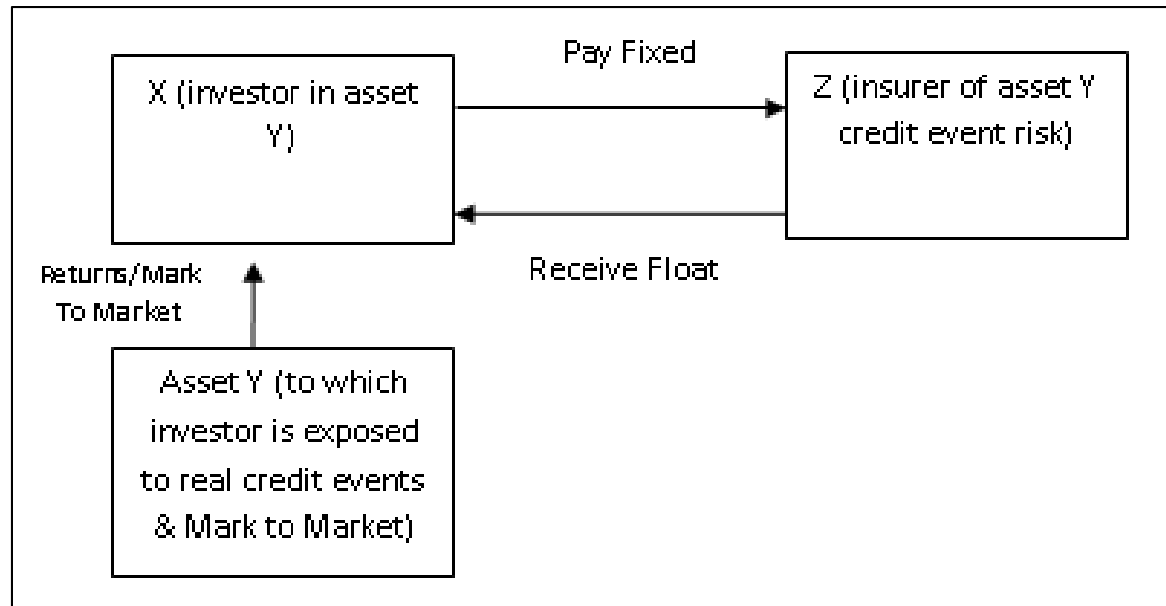 Pay Fixed
X (investor in asset
Y)
Z (insurer of asset Y
credit event risk)
Receive Float
Returns/Mark
To Market
Asset Y (to which
investor is exposed
to real credit events
& Mark to Market)